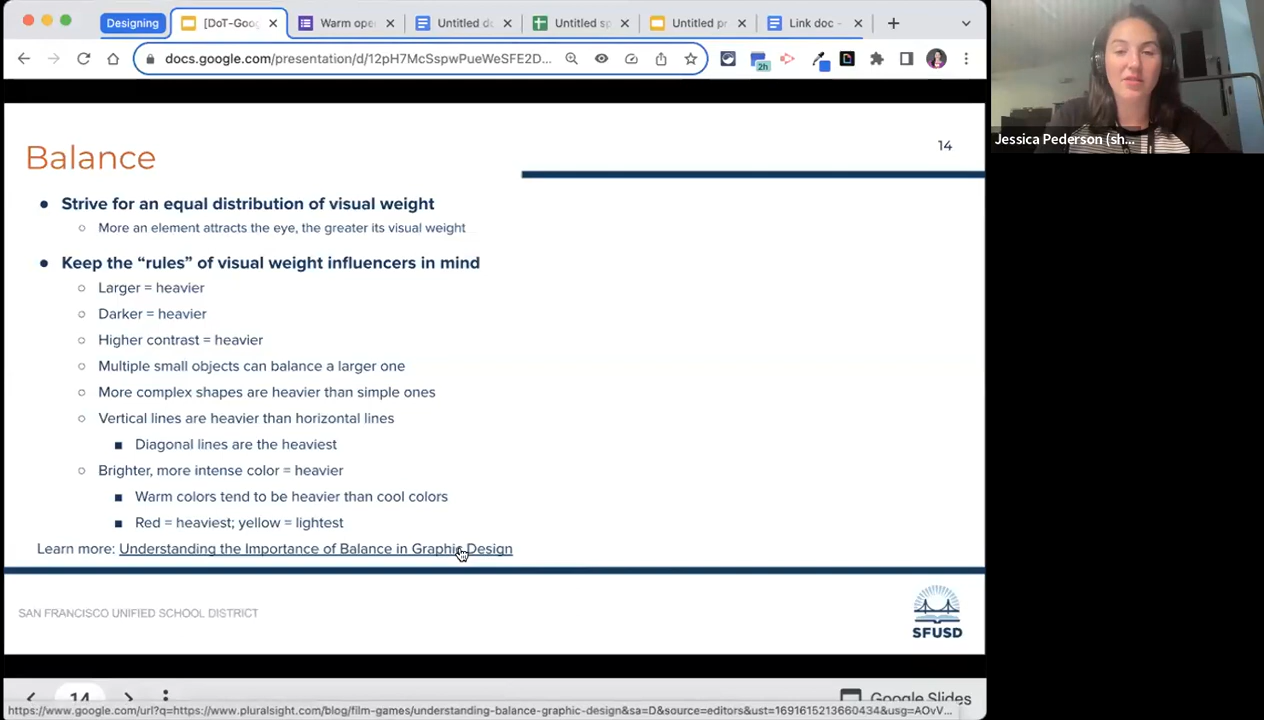 Designing
[DoT-Goo
Warm ope
Untitled do
Untitled sp
Untitled pr
Link doc -
docs.google.com/presentation/d/12pH7McSspwPueWeSFE2D...
2h
Jessica Pederson (sh...
14
Balance
Strive for an equal distribution of visual weight
More an element attracts the eye, the greater its visual weight
Keep the “rules” of visual weight influencers in mind
Larger = heavier
Darker = heavier
Higher contrast = heavier
Multiple small objects can balance a larger one
More complex shapes are heavier than simple ones
Vertical lines are heavier than horizontal lines
Diagonal lines are the heaviest
Brighter, more intense color = heavier
Warm colors tend to be heavier than cool colors
Red = heaviest; yellow = lightest
Learn more: Understanding the Importance of Balance in Graphic Design
SAN FRANCISCO UNIFIED SCHOOL DISTRICT
SFUSD
14
Google Slides
https://www.google.com/url?q=https://www.pluralsight.com/blog/film-games/understanding-balance-graphic-design&sa=D&source=editors&ust=1691615213660434&usg=AOvV...